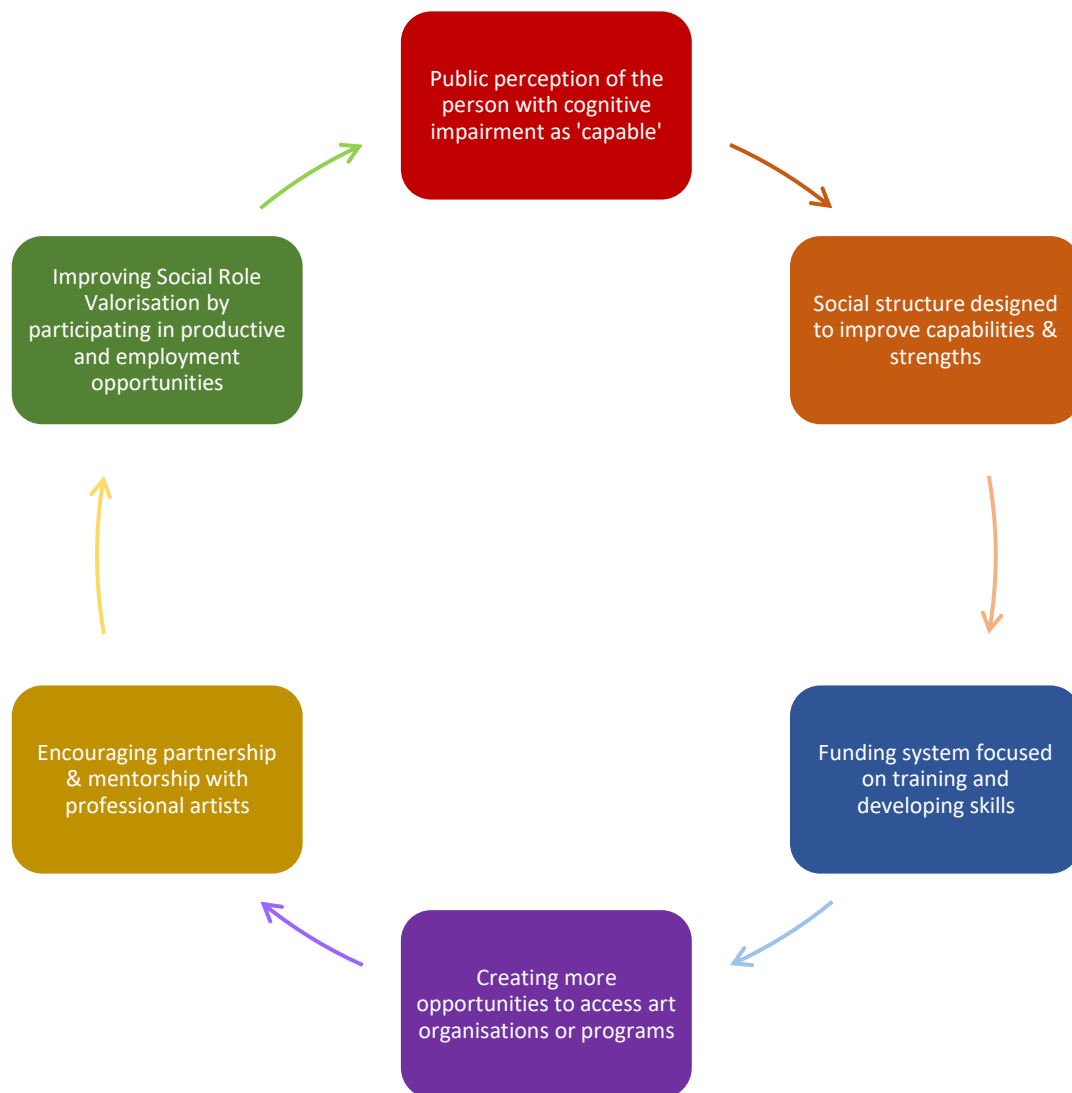 Public perception of the
person with cognitive
impairment as 'capable'
Social structure designed
to improve capabilities &
strengths
Funding system focused
on training and
developing skills
Creating more
opportunities to access art
organisations or programs
Encouraging partnership
& mentorship with
professional artists
Improving Social Role
Valorisation by
participating in productive
and employment
opportunities